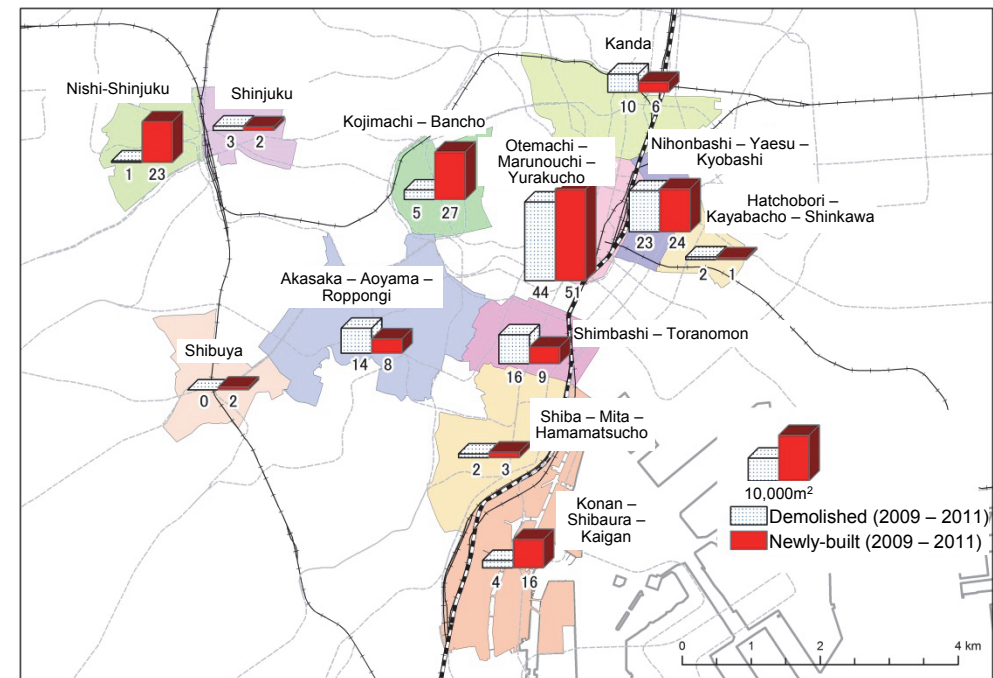 Kanda
10 6
Nishi-Shinjuku
1 23
Shinjuku
3 2
Kojimachi – Bancho
5 27
Otemachi –
Marunouchi –
Yurakucho
44 51
Nihonbashi – Yaesu –
Kyobashi
23 24
Hatchobori –
Kayabacho – Shinkawa
2 1
Akasaka – Aoyama –
Roppongi
14 8
Shimbashi – Toranomon
16 9
Shibuya
0 2
Shiba – Mita –
Hamamatsucho
2 3
Konan –
Shibaura –
Kaigan
4 16
10,000m²
Demolished (2009 – 2011)
Newly-built (2009 – 2011)
0 1 2 4 km